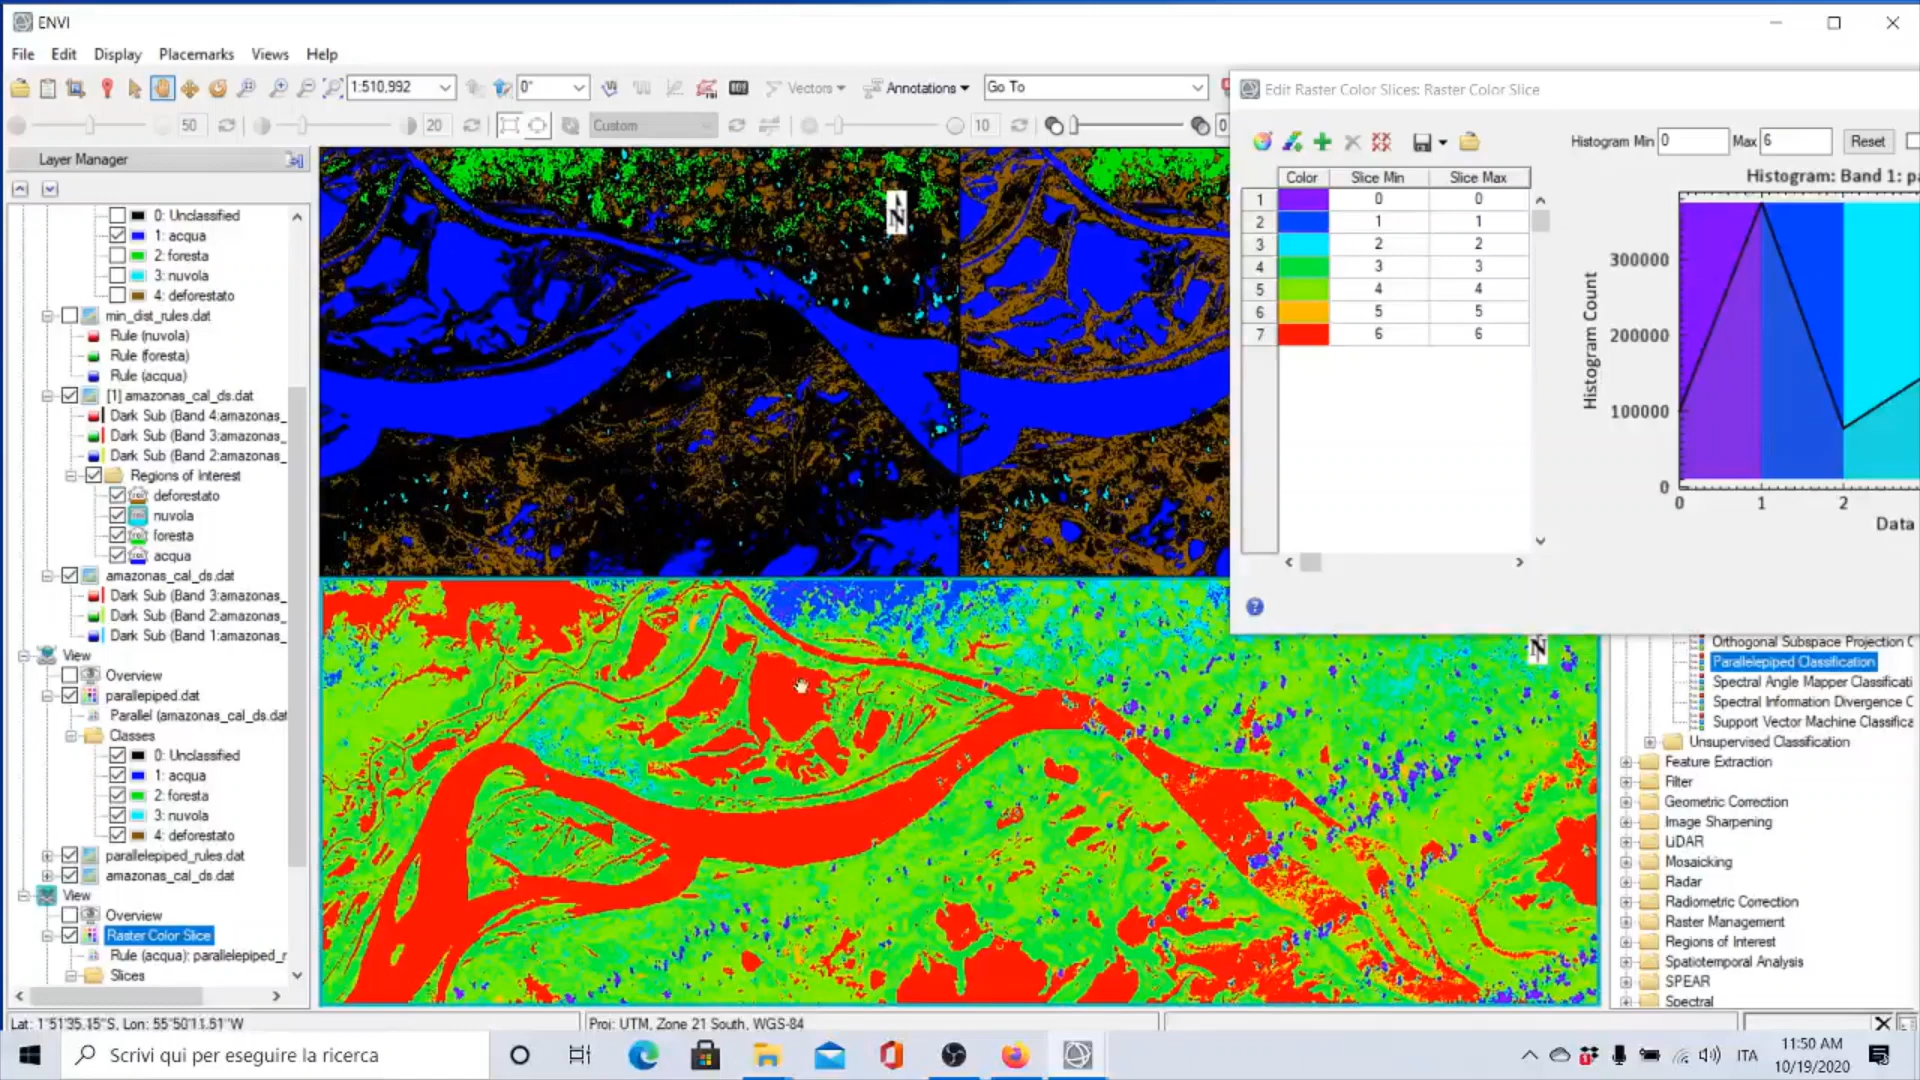 ENVI
File Edit Display Placemarks Views Help
1:510,992 0° Vectors Annotations Go To
50 20 Custom 10 0
Layer Manager
0: Unclassified
1: acqua
2: foresta
3: nuvola
4: deforestato
min_dist_rules.dat
Rule (nuvola)
Rule (foresta)
Rule (acqua)
[1] amazonas_cal_ds.dat
Dark Sub (Band 4:amazonas_
Dark Sub (Band 3:amazonas_
Dark Sub (Band 2:amazonas_
Regions of Interest
deforestato
nuvola
foresta
acqua
amazonas_cal_ds.dat
Dark Sub (Band 3:amazonas_
Dark Sub (Band 2:amazonas_
Dark Sub (Band 1:amazonas_
View
Overview
parallepiped.dat
Parallel (amazonas_cal_ds.dat
Classes
0: Unclassified
1: acqua
2: foresta
3: nuvola
4: deforestato
parallelepiped_rules.dat
amazonas_cal_ds.dat
View
Overview
Raster Color Slice
Rule (acqua): parallelepiped_r
Slices
N
N
Edit Raster Color Slices: Raster Color Slice
Histogram Min 0 Max 6 Reset
Color Slice Min Slice Max
1 0 0
2 1 1
3 2 2
4 3 3
5 4 4
6 5 5
7 6 6
Histogram: Band 1: pa
Histogram Count
300000
200000
100000
0
0 1 2
Data
Orthogonal Subspace Projection C
Parallelepiped Classification
Spectral Angle Mapper Classificati
Spectral Information Divergence C
Support Vector Machine Classifica
Unsupervised Classification
Feature Extraction
Filter
Geometric Correction
Image Sharpening
LiDAR
Mosaicking
Radar
Radiometric Correction
Raster Management
Regions of Interest
Spatiotemporal Analysis
SPEAR
Spectral
Lat: 1°51'35.15"S, Lon: 55°50'11.51"W
Proj: UTM, Zone 21 South, WGS-84
Scrivi qui per eseguire la ricerca
ITA
11:50 AM
10/19/2020